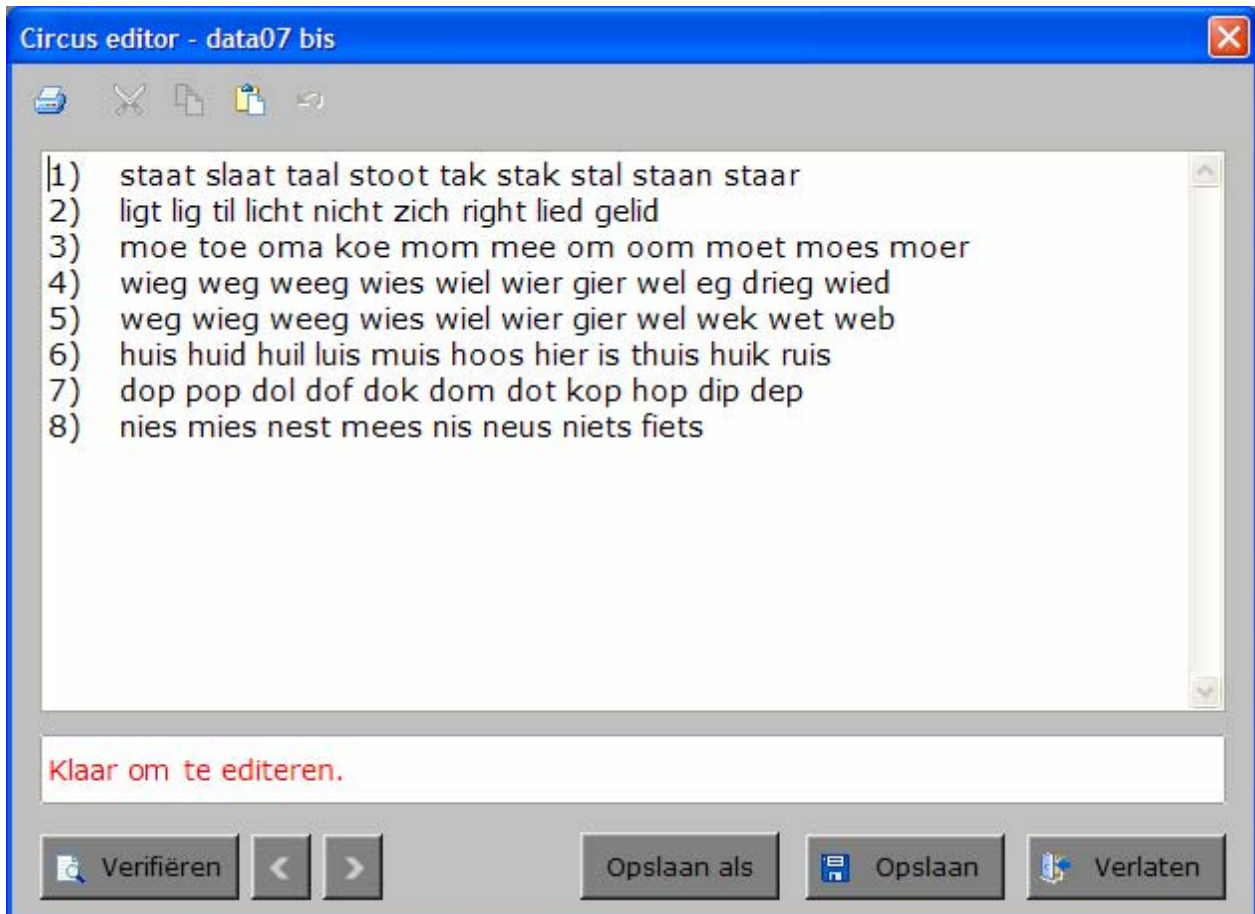 Circus editor - data07 bis
1) staat slaat taal stoot tak stak stal staan staar
2) ligt lig til licht nicht zich right lied gelid
3) moe toe oma koe mom mee om oom moet moes moer
4) wieg weg weeg wies wiel wier gier wel eg drieg wied
5) weg wieg weeg wies wiel wier gier wel wek wet web
6) huis huid huil luis muis hoos hier is thuis huik ruis
7) dop pop dol dof dok dom dot kop hop dip dep
8) nies mies nest mees nis neus niets fiets
Klaar om te editeren.
Verifiëren < > Opslaan als Opslaan Verlaten